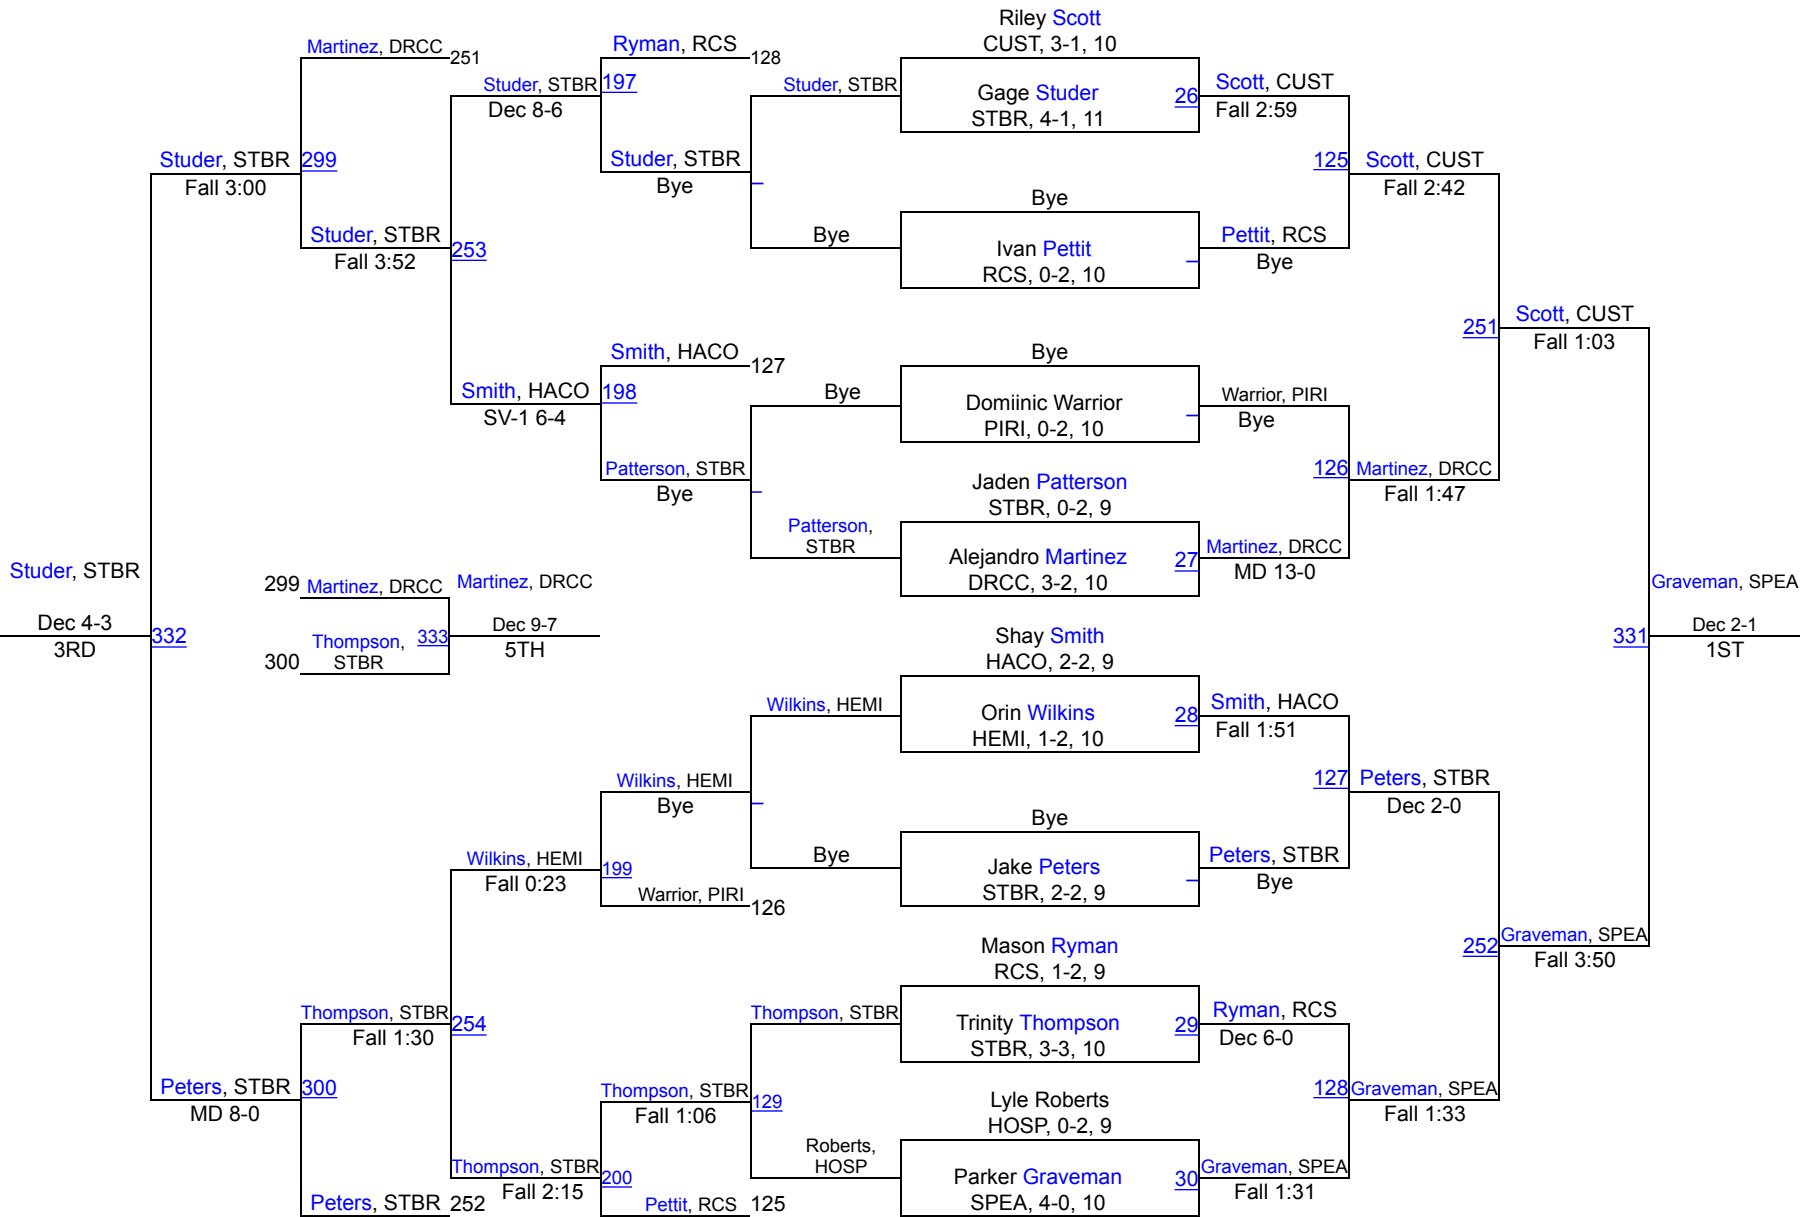 Riley Scott
CUST, 3-1, 10
Gage Studer
STBR, 4-1, 11
26
Bye
Ivan Pettit
RCS, 0-2, 10
Bye
Domiinic Warrior
PIRI, 0-2, 10
Jaden Patterson
STBR, 0-2, 9
Alejandro Martinez
DRCC, 3-2, 10
27
Shay Smith
HACO, 2-2, 9
Orin Wilkins
HEMI, 1-2, 10
28
Bye
Jake Peters
STBR, 2-2, 9
Mason Ryman
RCS, 1-2, 9
Trinity Thompson
STBR, 3-3, 10
29
Lyle Roberts
HOSP, 0-2, 9
Parker Graveman
SPEA, 4-0, 10
30
Scott, CUST
Fall 2:59
Pettit, RCS
Bye
Warrior, PIRI
Bye
Martinez, DRCC
MD 13-0
Smith, HACO
Fall 1:51
Peters, STBR
Bye
Ryman, RCS
Dec 6-0
Graveman, SPEA
Fall 1:31
125
Scott, CUST
Fall 2:42
126
Martinez, DRCC
Fall 1:47
127
Peters, STBR
Dec 2-0
128
Graveman, SPEA
Fall 1:33
251
Scott, CUST
Fall 1:03
252
Graveman, SPEA
Fall 3:50
Graveman, SPEA
331
Dec 2-1
1ST
Studer, STBR
Bye
Bye
Patterson,
STBR
Wilkins, HEMI
Bye
Thompson, STBR
Roberts,
HOSP
Ryman, RCS
128
Studer, STBR
Bye
Smith, HACO
127
Patterson, STBR
Bye
Wilkins, HEMI
Bye
Warrior, PIRI
126
Thompson, STBR
Fall 1:06
129
Pettit, RCS
125
Studer, STBR
Dec 8-6
197
Smith, HACO
SV-1 6-4
198
Wilkins, HEMI
Fall 0:23
199
Thompson, STBR
Fall 2:15
200
Martinez, DRCC
251
Studer, STBR
Fall 3:52
253
Thompson, STBR
Fall 1:30
254
Peters, STBR
252
Studer, STBR
Fall 3:00
299
Peters, STBR
MD 8-0
300
Studer, STBR
Dec 4-3
3RD
332
299
Martinez, DRCC
Thompson,
STBR
300
333
Martinez, DRCC
Dec 9-7
5TH